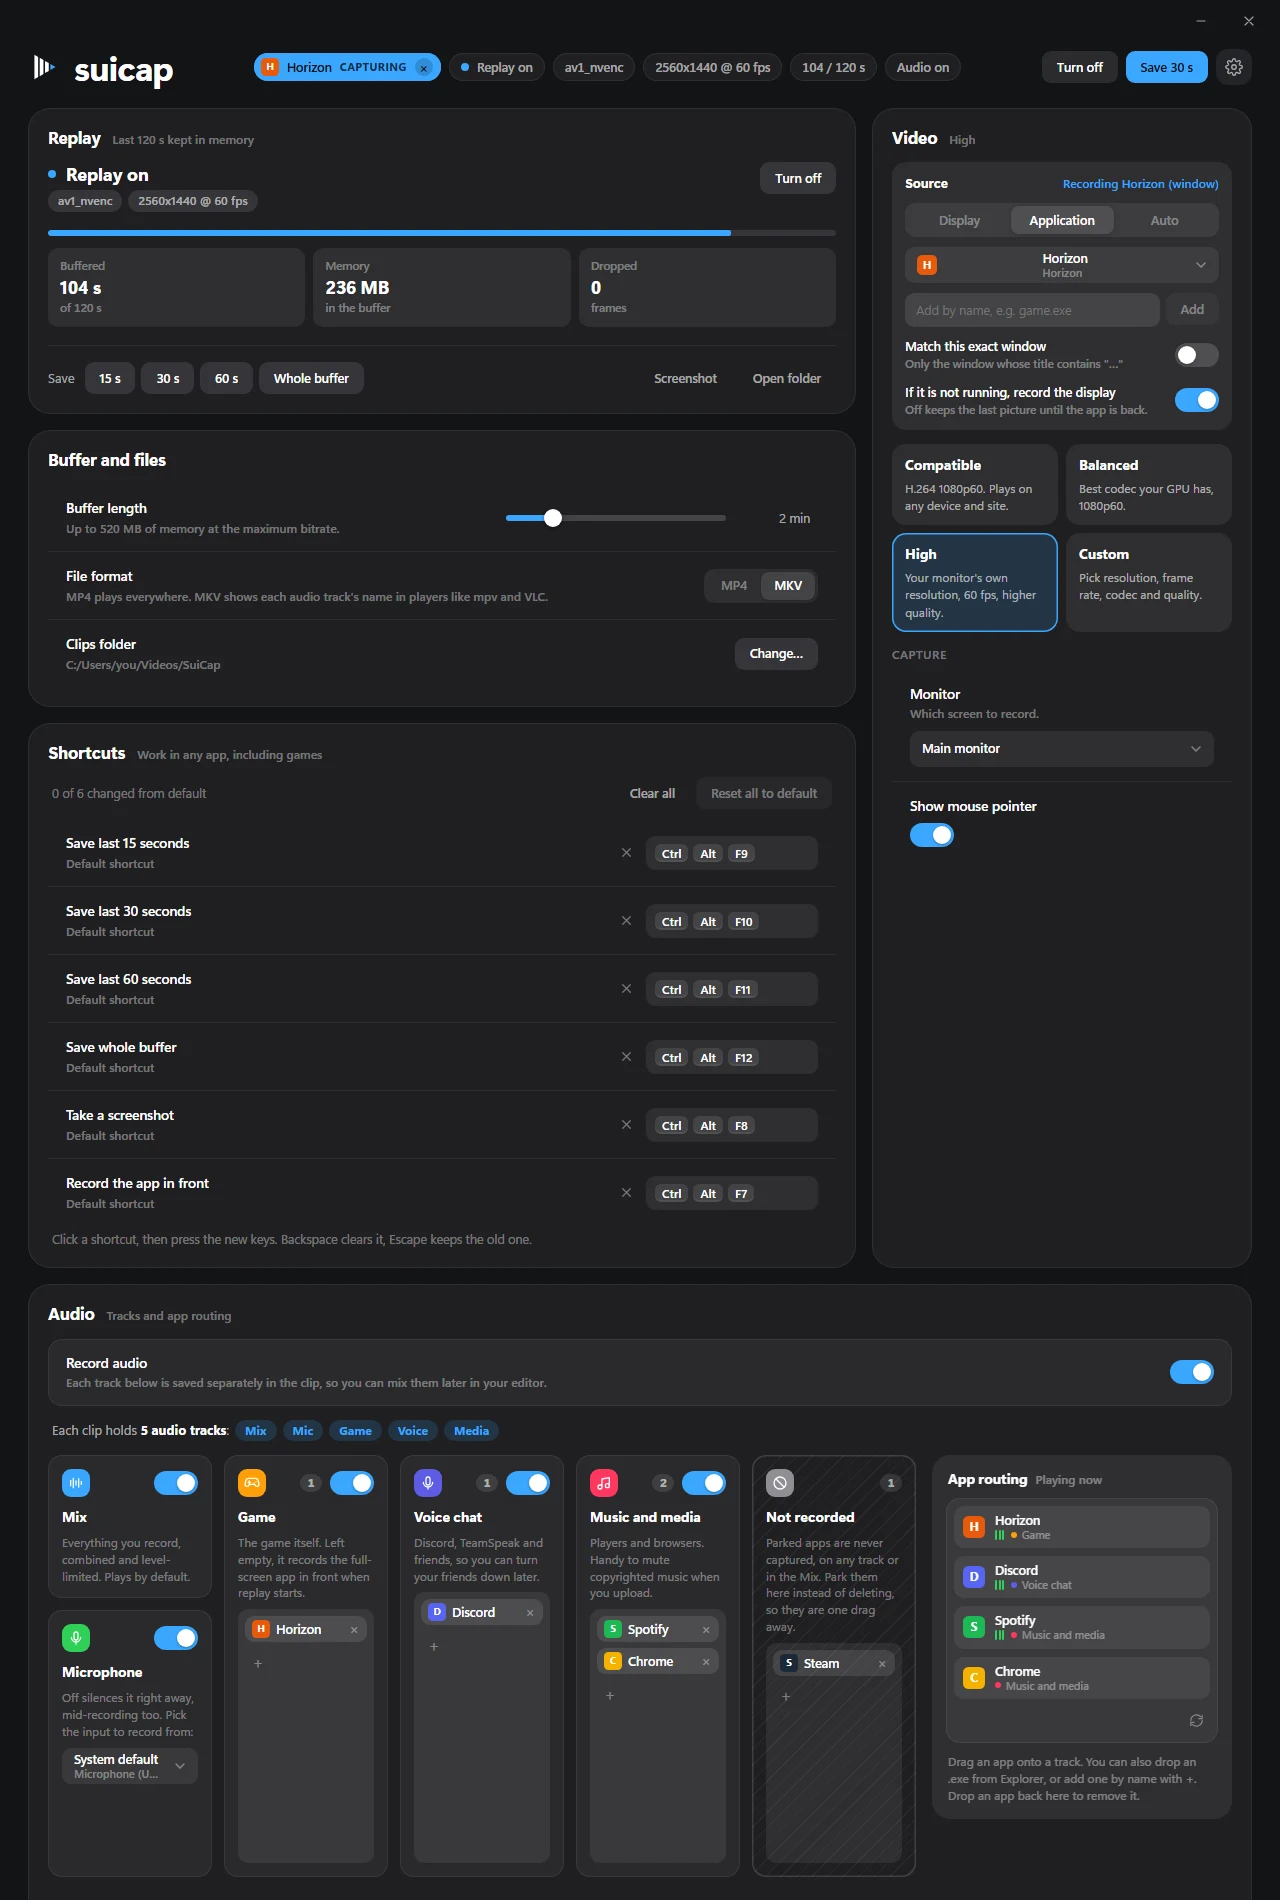 suicap
H Horizon CAPTURING ×
Replay on
av1_nvenc
2560x1440 @ 60 fps
104 / 120 s
Audio on
Turn off
Save 30 s
Replay Last 120 s kept in memory
Replay on
av1_nvenc 2560x1440 @ 60 fps
Turn off
Buffered
104 s
of 120 s
Memory
236 MB
in the buffer
Dropped
0
frames
Save 15 s 30 s 60 s Whole buffer Screenshot Open folder
Buffer and files
Buffer length
Up to 520 MB of memory at the maximum bitrate.
2 min
File format
MP4 plays everywhere. MKV shows each audio track's name in players like mpv and VLC.
MP4 MKV
Clips folder
C:/Users/you/Videos/SuiCap
Change...
Shortcuts Work in any app, including games
0 of 6 changed from default
Clear all
Reset all to default
Save last 15 seconds
Default shortcut
× Ctrl Alt F9
Save last 30 seconds
Default shortcut
× Ctrl Alt F10
Save last 60 seconds
Default shortcut
× Ctrl Alt F11
Save whole buffer
Default shortcut
× Ctrl Alt F12
Take a screenshot
Default shortcut
× Ctrl Alt F8
Record the app in front
Default shortcut
× Ctrl Alt F7
Click a shortcut, then press the new keys. Backspace clears it, Escape keeps the old one.
Video High
Source Recording Horizon (window)
Display Application Auto
H Horizon
Horizon
Add by name, e.g. game.exe Add
Match this exact window
Only the window whose title contains "..."
If it is not running, record the display
Off keeps the last picture until the app is back.
Compatible
H.264 1080p60. Plays on
any device and site.
Balanced
Best codec your GPU has,
1080p60.
High
Your monitor's own
resolution, 60 fps, higher
quality.
Custom
Pick resolution, frame
rate, codec and quality.
CAPTURE
Monitor
Which screen to record.
Main monitor
Show mouse pointer
Audio Tracks and app routing
Record audio
Each track below is saved separately in the clip, so you can mix them later in your editor.
Each clip holds 5 audio tracks: Mix Mic Game Voice Media
Mix
Everything you record,
combined and level-
limited. Plays by default.
Microphone
Off silences it right away,
mid-recording too. Pick
the input to record from:
System default
Microphone (U...
1
Game
The game itself. Left
empty, it records the full-
screen app in front when
replay starts.
H Horizon ×
+
1
Voice chat
Discord, TeamSpeak and
friends, so you can turn
your friends down later.
D Discord ×
+
2
Music and media
Players and browsers.
Handy to mute
copyrighted music when
you upload.
S Spotify ×
C Chrome ×
+
1
Not recorded
Parked apps are never
captured, on any track or
in the Mix. Park them
here instead of deleting,
so they are one drag
away.
S Steam ×
+
App routing Playing now
H Horizon
Game
D Discord
Voice chat
S Spotify
Music and media
C Chrome
Music and media
Drag an app onto a track. You can also drop an
.exe from Explorer, or add one by name with +.
Drop an app back here to remove it.